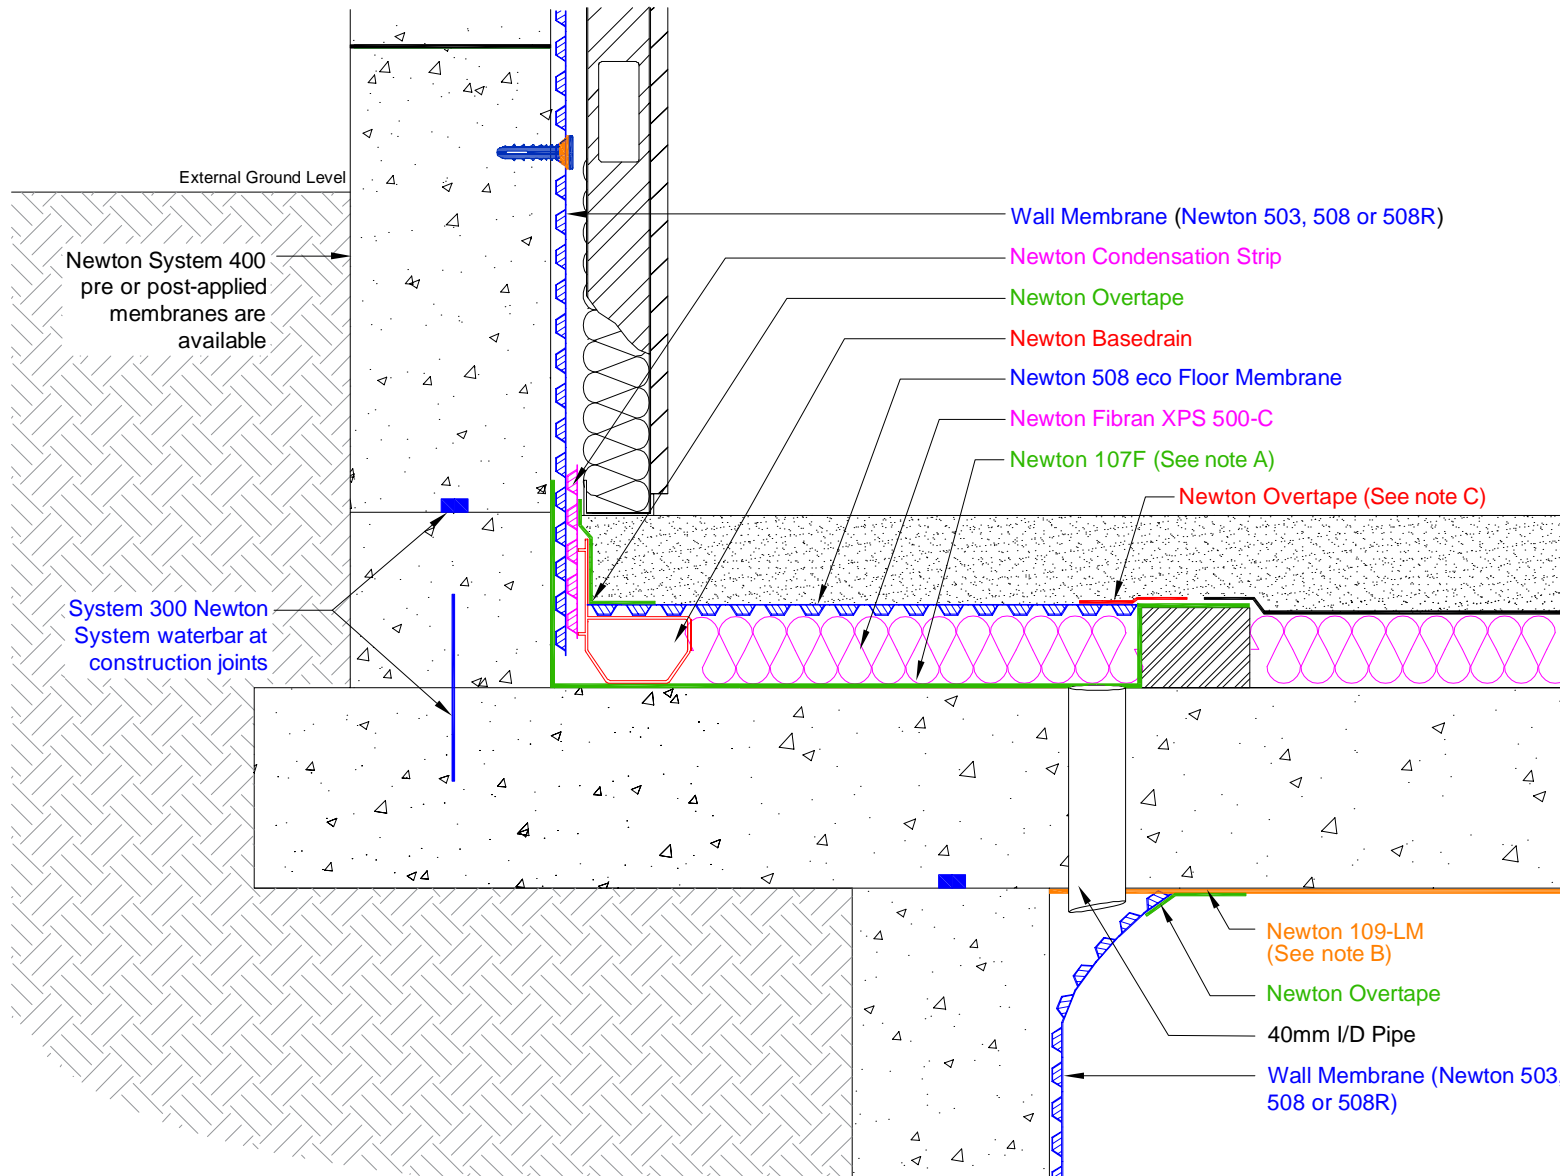 External Ground Level
Newton System 400
pre or post-applied
membranes are
available
Wall Membrane (Newton 503, 508 or 508R)
Newton Condensation Strip
Newton Overtape
Newton Basedrain
Newton 508 eco Floor Membrane
Newton Fibran XPS 500-C
Newton 107F (See note A)
Newton Overtape (See note C)
System 300 Newton
System waterbar at
construction joints
Newton 109-LM
(See note B)
Newton Overtape
40mm I/D Pipe
Wall Membrane (Newton 503,
508 or 508R)